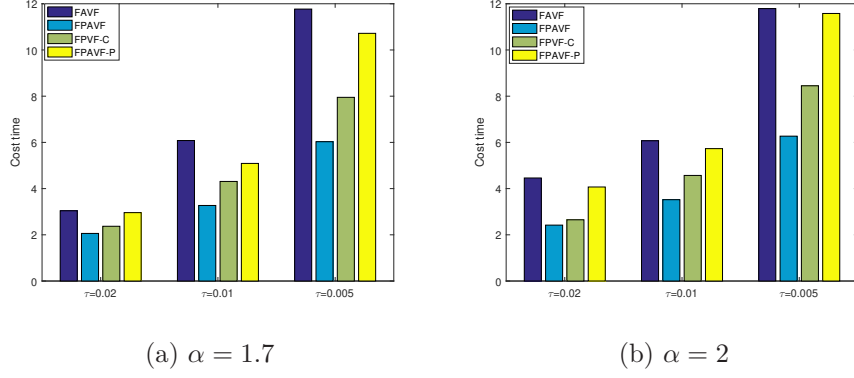 12
10
8
6
4
2
0
Cost time
FAVF
FPAVF
FPVF-C
FPAVF-P
τ=0.02 τ=0.01 τ=0.005
(a) α = 1.7
12
10
8
6
4
2
0
Cost time
FAVF
FPAVF
FPVF-C
FPAVF-P
τ=0.02 τ=0.01 τ=0.005
(b) α = 2